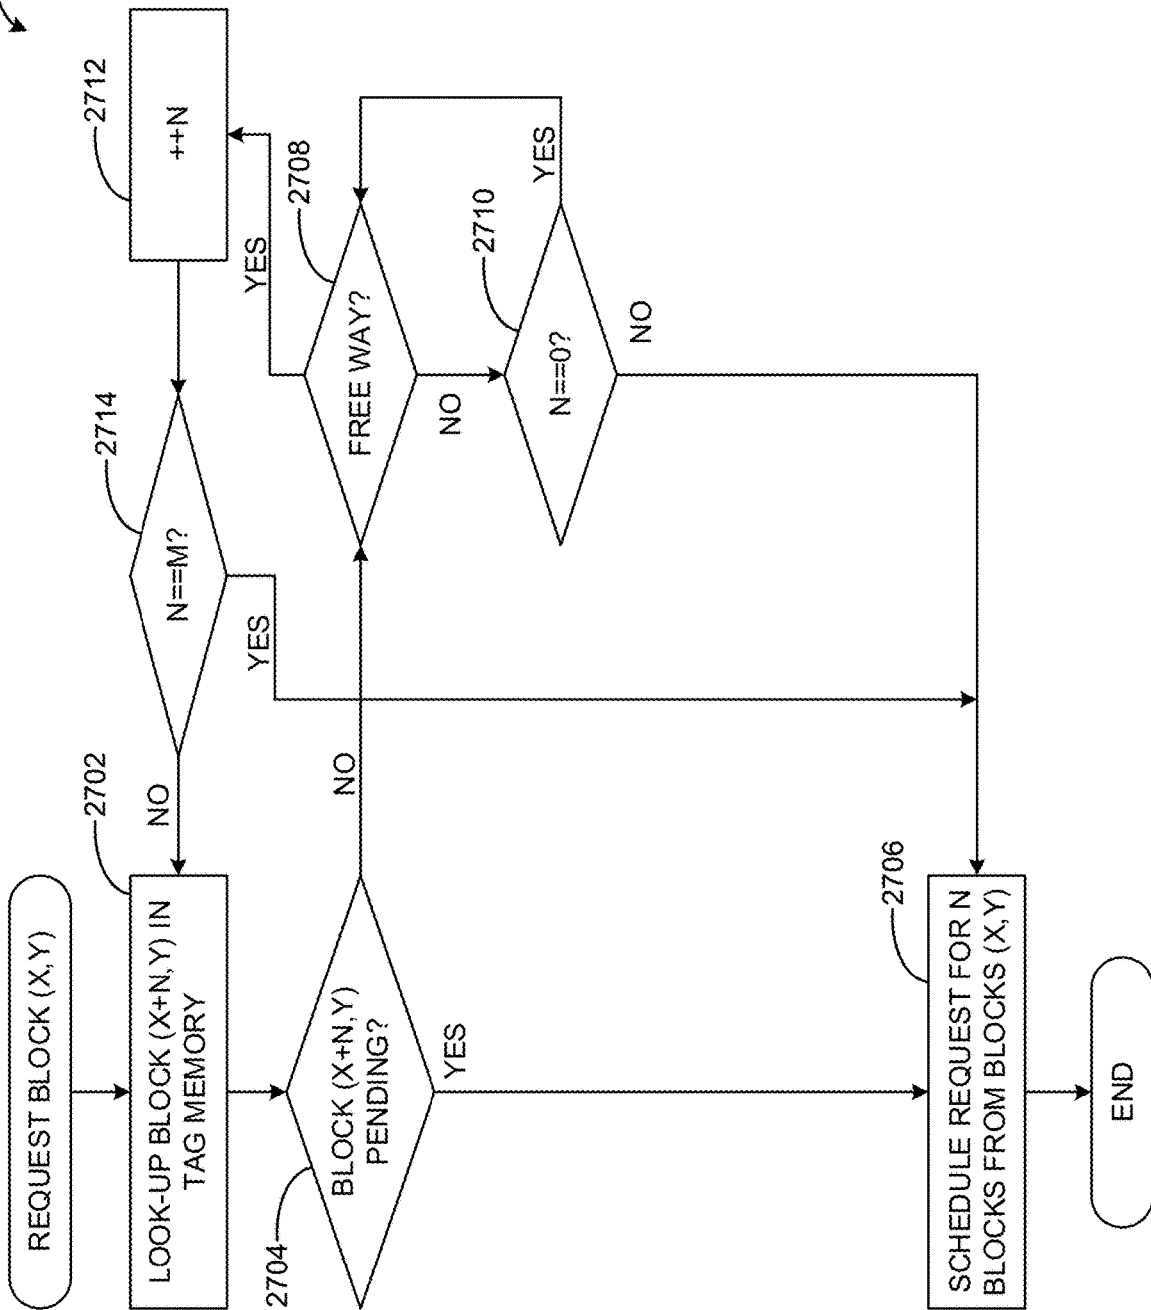 REQUEST BLOCK (X,Y)
2702
LOOK-UP BLOCK (X+N,Y) IN
TAG MEMORY
NO
2714
N==M?
YES
2712
++N
2704
BLOCK (X+N,Y)
PENDING?
YES
NO
2708
FREE WAY?
YES
NO
2710
N==0?
YES
NO
2706
SCHEDULE REQUEST FOR N
BLOCKS FROM BLOCKS (X,Y)
END